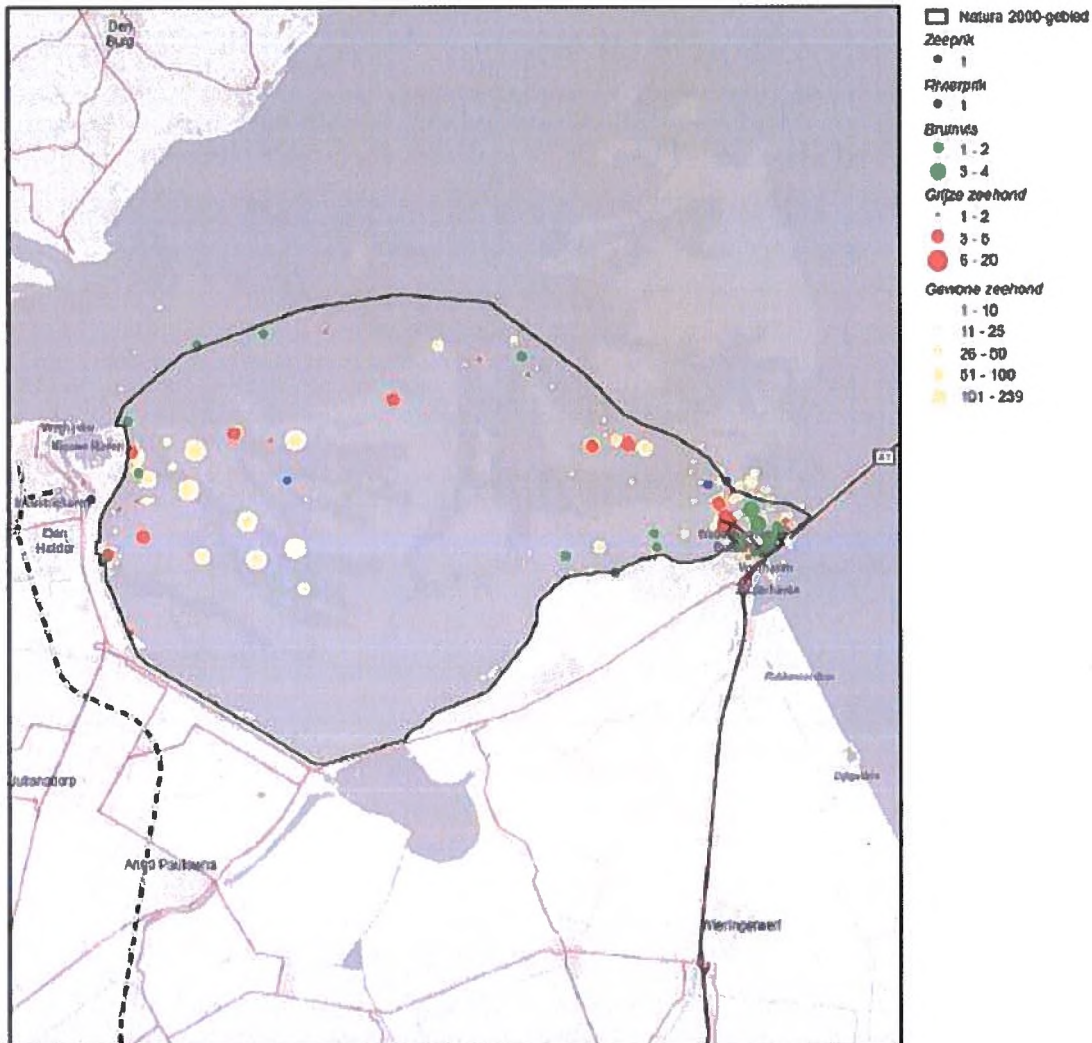 Natura 2000-gebied
Zeeprik
1
Rivierprik
1
Bruinvis
1 - 2
3 - 4
Grijze zeehond
1 - 2
3 - 5
6 - 20
Gewone zeehond
1 - 10
11 - 25
26 - 50
51 - 100
101 - 239
Den
Burg
Nieuwe Haven
Den
Helder
A7
Julianadorp
Anna Paulowna
Wieringerwerf